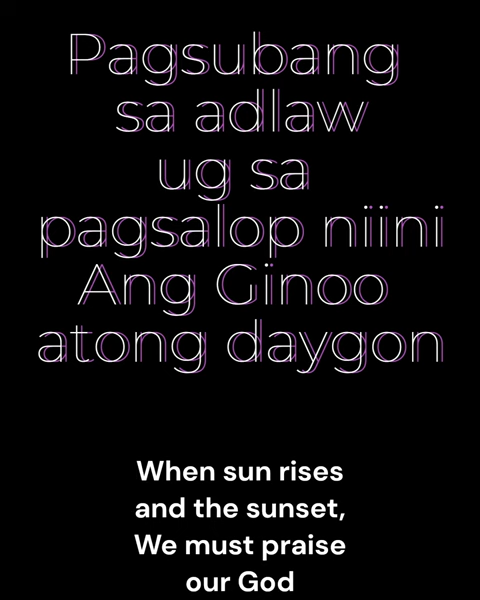 Pagsubang
sa adlaw
ug sa
pagsalop niini
Ang Ginoo
atong daygon
When sun rises
and the sunset,
We must praise
our God